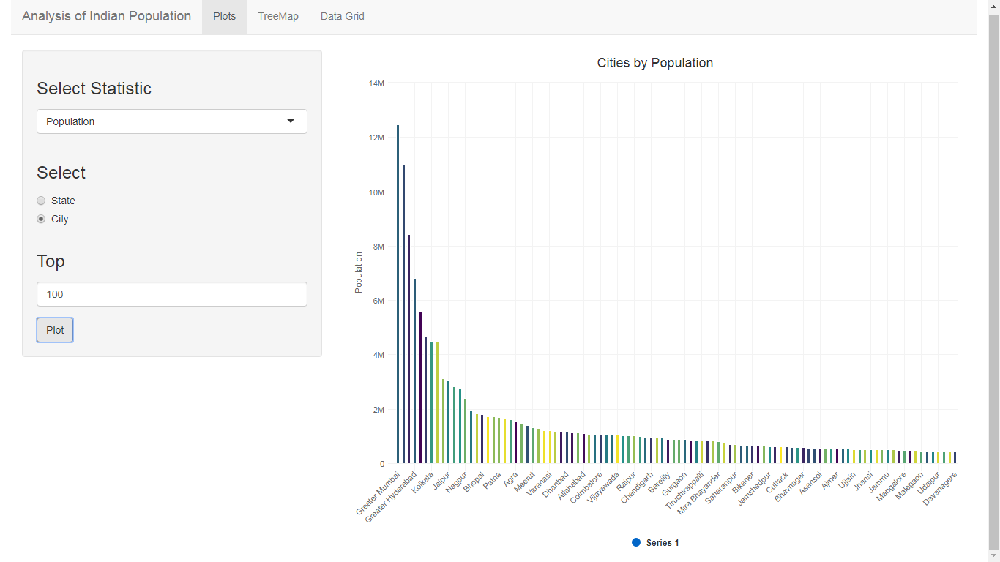 Analysis of Indian Population Plots TreeMap Data Grid
Select Statistic
Population
Select
State
City
Top
100
Plot
Cities by Population
14M
12M
10M
8M
6M
4M
2M
0
Population
Greater Mumbai
Greater Hyderabad
Kolkata
Jaipur
Nagpur
Bhopal
Patna
Agra
Meerut
Varanasi
Dhanbad
Allahabad
Coimbatore
Vijayawada
Raipur
Chandigarh
Bareilly
Gurgaon
Tiruchirappalli
Mira Bhayander
Saharanpur
Bikaner
Jamshedpur
Cuttack
Bhavnagar
Asansol
Ajmer
Ujjain
Jhansi
Jammu
Mangalore
Malegaon
Udaipur
Davanagere
Series 1